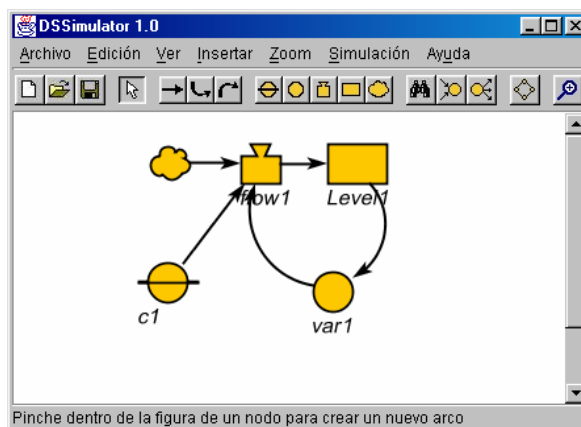 DSSimulator 1.0
Archivo Edición Ver Insertar Zoom Simulación Ayuda
flow1 Level1
c1 var1
Pinche dentro de la figura de un nodo para crear un nuevo arco